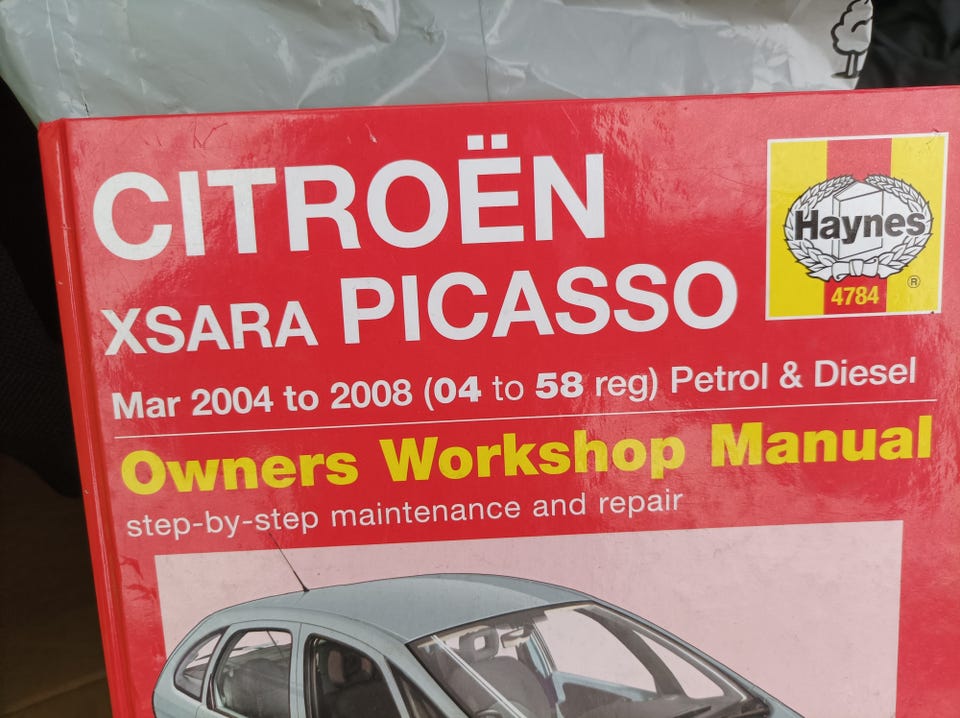 CITROËN
XSARA PICASSO
Haynes
®
4784
Mar 2004 to 2008 (04 to 58 reg) Petrol & Diesel
Owners Workshop Manual
step-by-step maintenance and repair